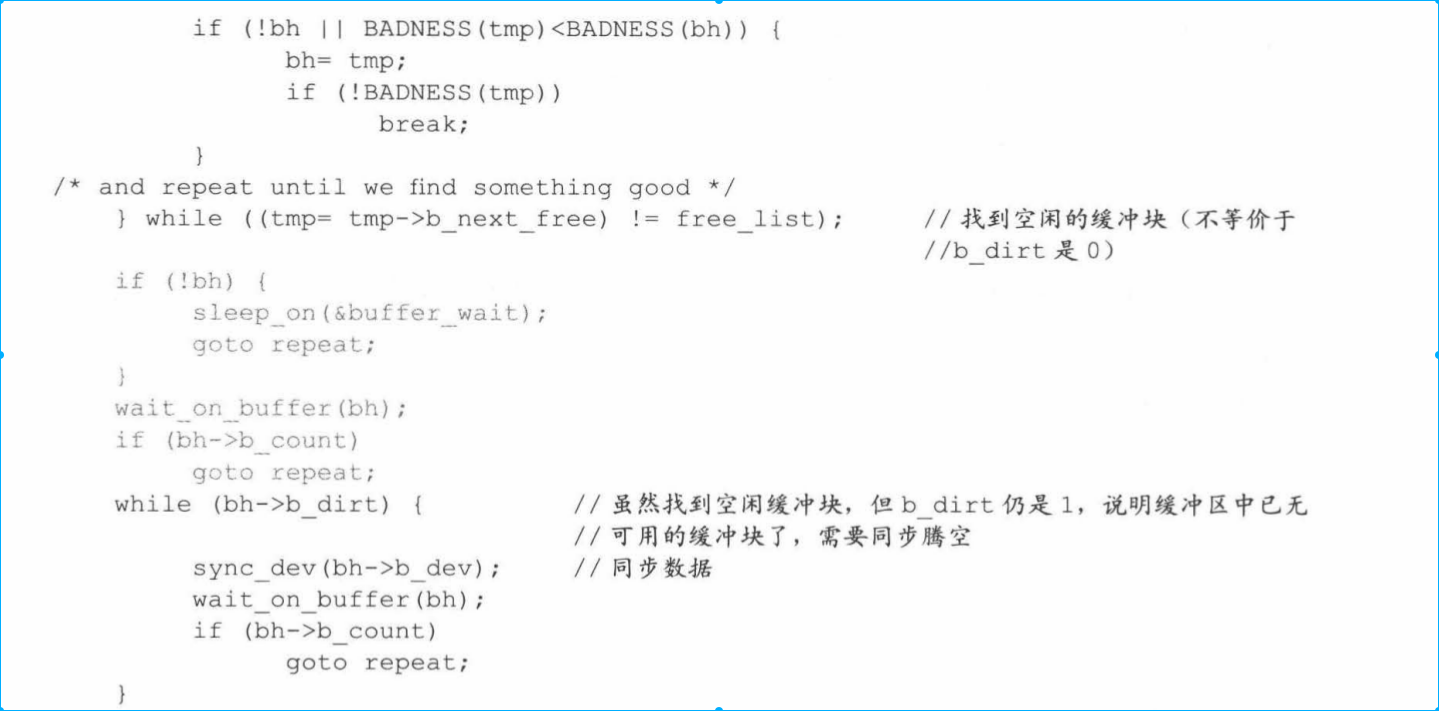 if (!bh || BADNESS(tmp)<BADNESS(bh)) {
bh= tmp;
if (!BADNESS(tmp))
break;
}
/* and repeat until we find something good */
} while ((tmp= tmp->b_next_free) != free_list); // 找到空闲的缓冲块（不等价于
//b_dirt 是 0）
if (!bh) {
sleep_on(&buffer_wait);
goto repeat;
}
wait_on_buffer(bh);
if (bh->b_count)
goto repeat;
while (bh->b_dirt) { // 虽然找到空闲缓冲块，但 b_dirt 仍是 1，说明缓冲区中已无
// 可用的缓冲块了，需要同步腾空
sync_dev(bh->b_dev); // 同步数据
wait_on_buffer(bh);
if (bh->b_count)
goto repeat;
}